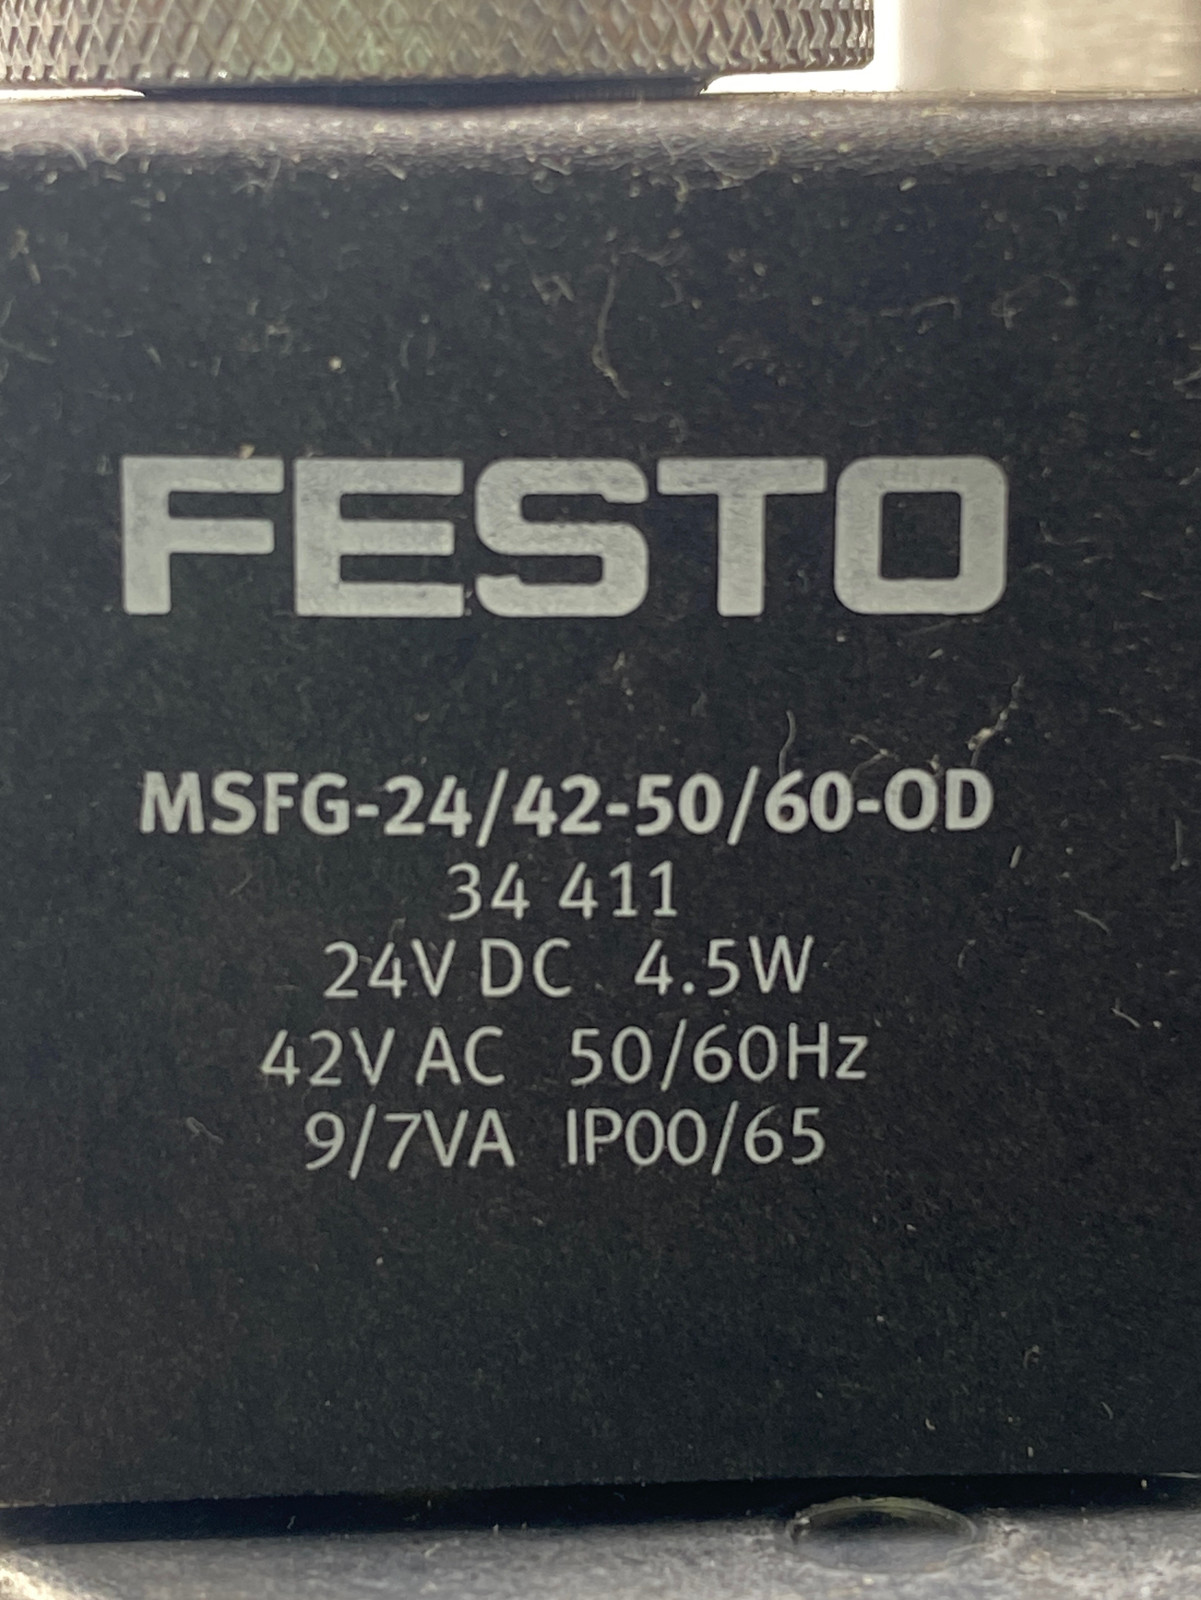 FESTO
MSFG-24/42-50/60-OD
34 411
24V DC 4.5W
42V AC 50/60Hz
9/7VA IP00/65